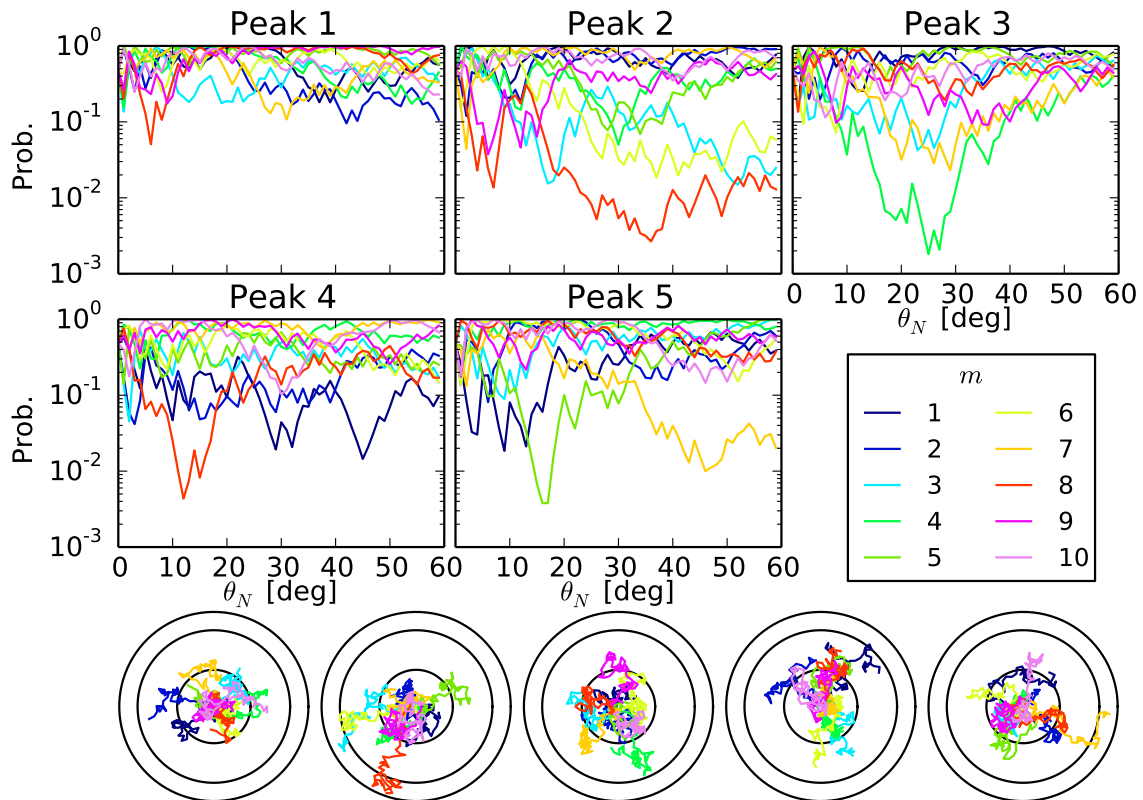 Peak 1 Peak 2 Peak 3
10^0
10^-1
10^-2
10^-3
Prob.
0 10 20 30 40 50 60
θ_N [deg]
Peak 4 Peak 5
10^0
10^-1
10^-2
10^-3
Prob.
0 10 20 30 40 50 60 0 10 20 30 40 50 60
θ_N [deg] θ_N [deg]
m
1 6
2 7
3 8
4 9
5 10